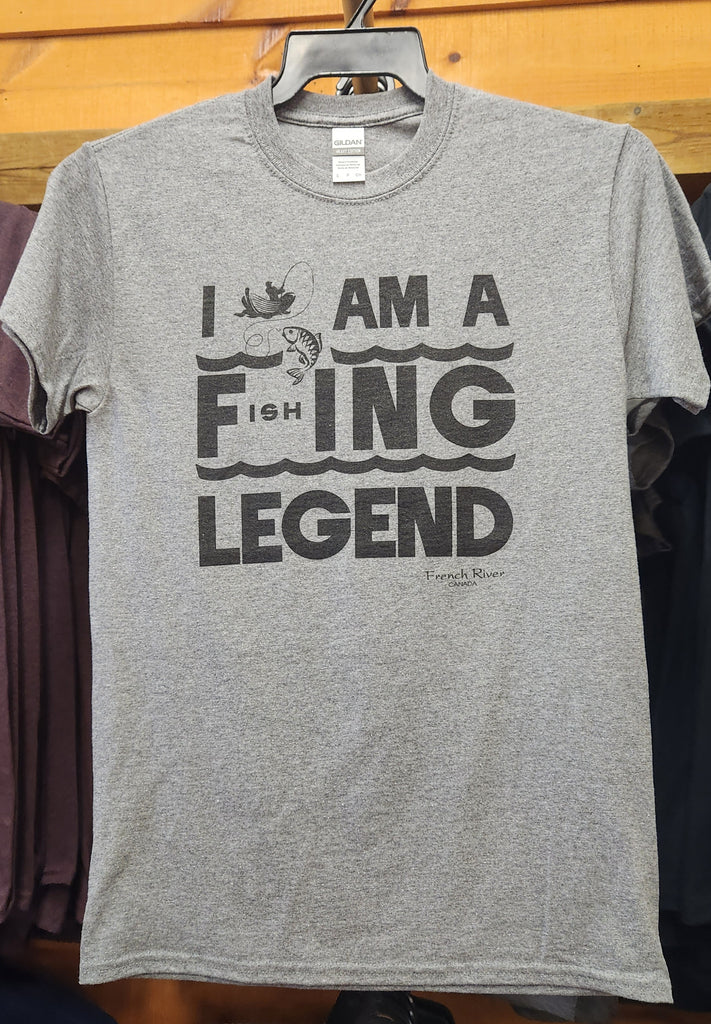 GILDAN
I AM A
FISHING
LEGEND
French River
CANADA